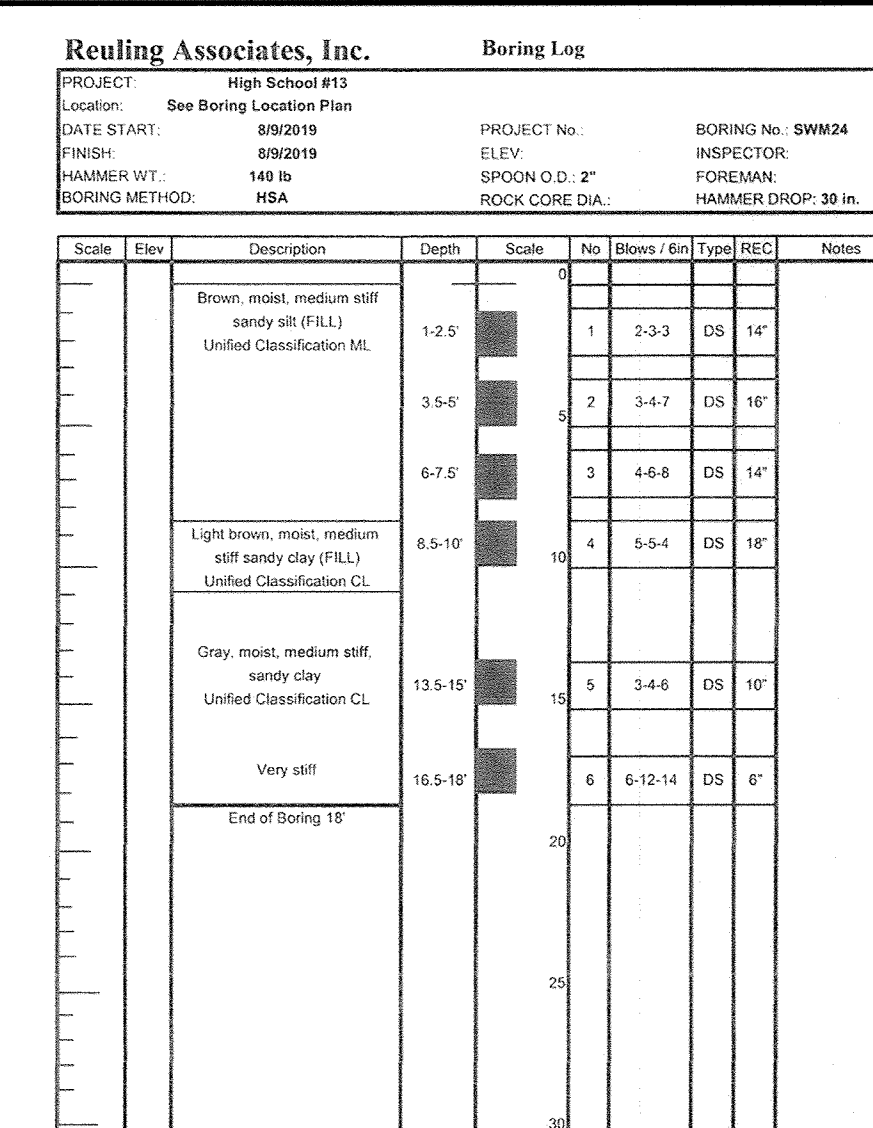 Reuling Associates, Inc. Boring Log
PROJECT: High School #13
Location: See Boring Location Plan
DATE START: 8/9/2019 PROJECT No.: BORING No.: SWM24
FINISH: 8/9/2019 ELEV: INSPECTOR:
HAMMER WT.: 140 lb SPOON O.D.: 2" FOREMAN:
BORING METHOD: HSA ROCK CORE DIA.: HAMMER DROP: 30 in.
Scale Elev Description Depth Scale No Blows / 6in Type REC Notes
0
Brown, moist, medium stiff
sandy silt (FILL)
Unified Classification ML
1-2.5' 1 2-3-3 DS 14"
3.5-5' 2 3-4-7 DS 16"
5
6-7.5' 3 4-6-8 DS 14"
Light brown, moist, medium
stiff sandy clay (FILL)
Unified Classification CL
8.5-10' 4 5-5-4 DS 18"
10
Gray, moist, medium stiff,
sandy clay
Unified Classification CL
13.5-15' 5 3-4-6 DS 10"
15
Very stiff
16.5-18' 6 6-12-14 DS 6"
End of Boring 18'
20
25
30